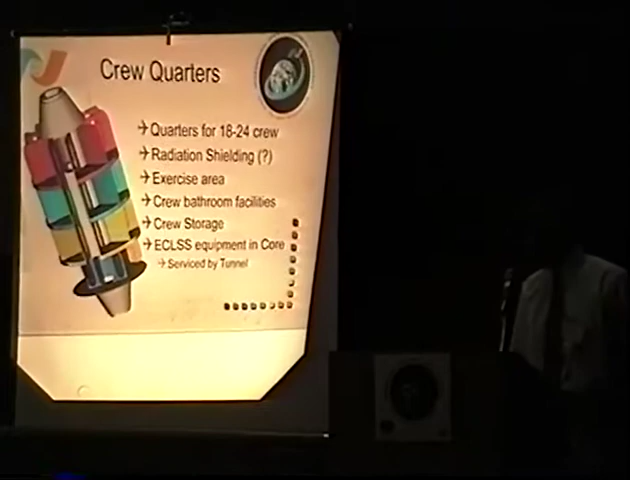 Crew Quarters
Quarters for 18-24 crew
Radiation Shielding (?)
Exercise area
Crew bathroom facilities
Crew Storage
ECLSS equipment in Core
Serviced by Tunnel